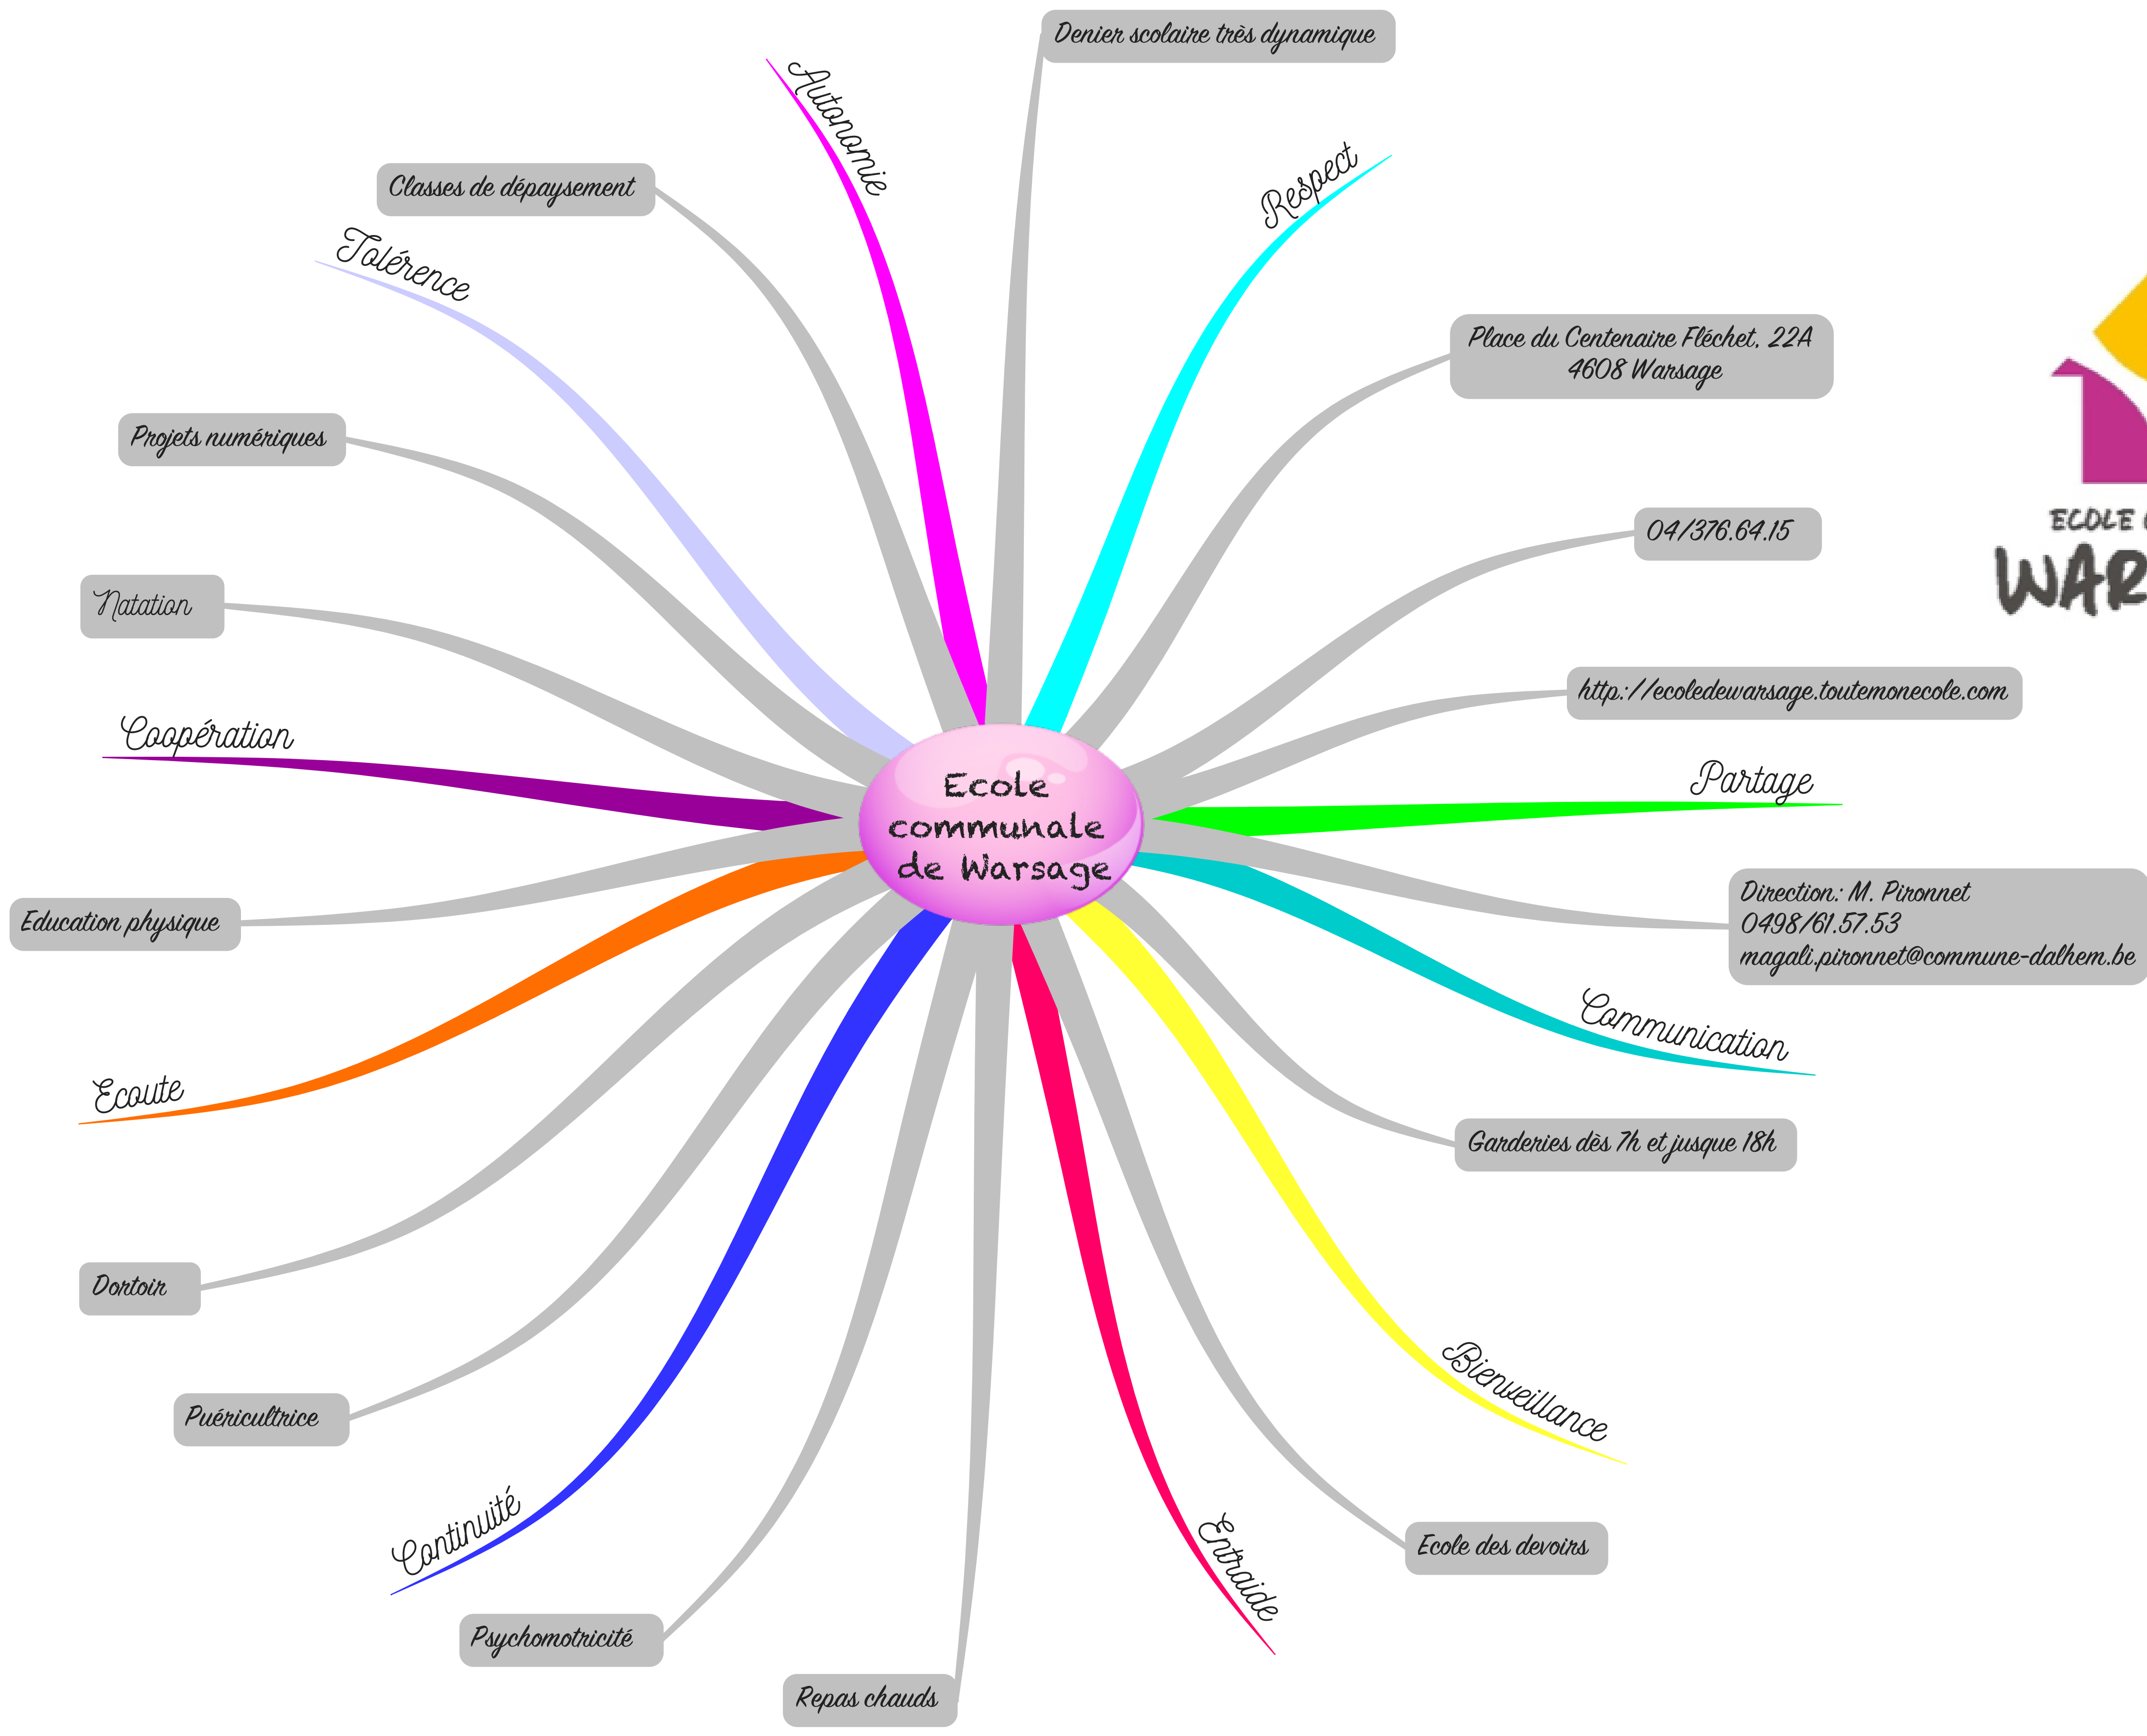 Denier scolaire très dynamique
Autonomie
Respect
Classes de dépaysement
Tolérence
Place du Centenaire Fléchet, 22A
4608 Warsage
Projets numériques
04/376.64.15
ECOLE
WAR
Natation
http://ecoledewarsage.toutemonecole.com
Coopération
Partage
Ecole
communale
de Warsage
Education physique
Direction: M. Pironnet
0498/61.57.53
magali.pironnet@commune-dalhem.be
Communication
Ecoute
Garderies dès 7h et jusque 18h
Dortoir
Bienveillance
Puéricultrice
Continuité
Entraide
Ecole des devoirs
Psychomotricité
Repas chauds